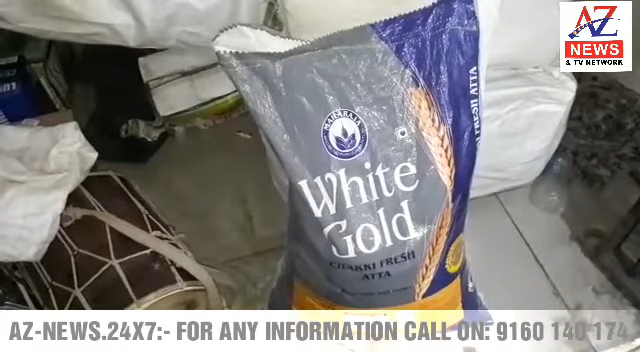 AZ
NEWS
& TV NETWORK
FRESH ATTA
MAHARAJA
White
Gold
CHAKKI FRESH
ATTA
AZ-NEWS.24X7:- FOR ANY INFORMATION CALL ON: 9160 140 174